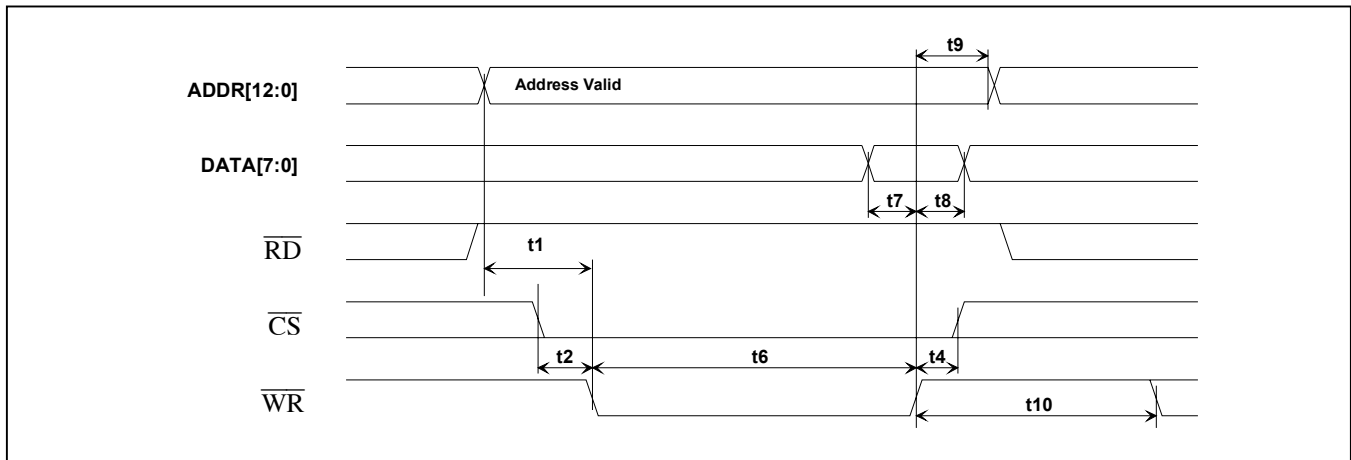 t9
ADDR[12:0]
Address Valid
DATA[7:0]
t7
t8
RD
t1
CS
t2
t6
t4
WR
t10